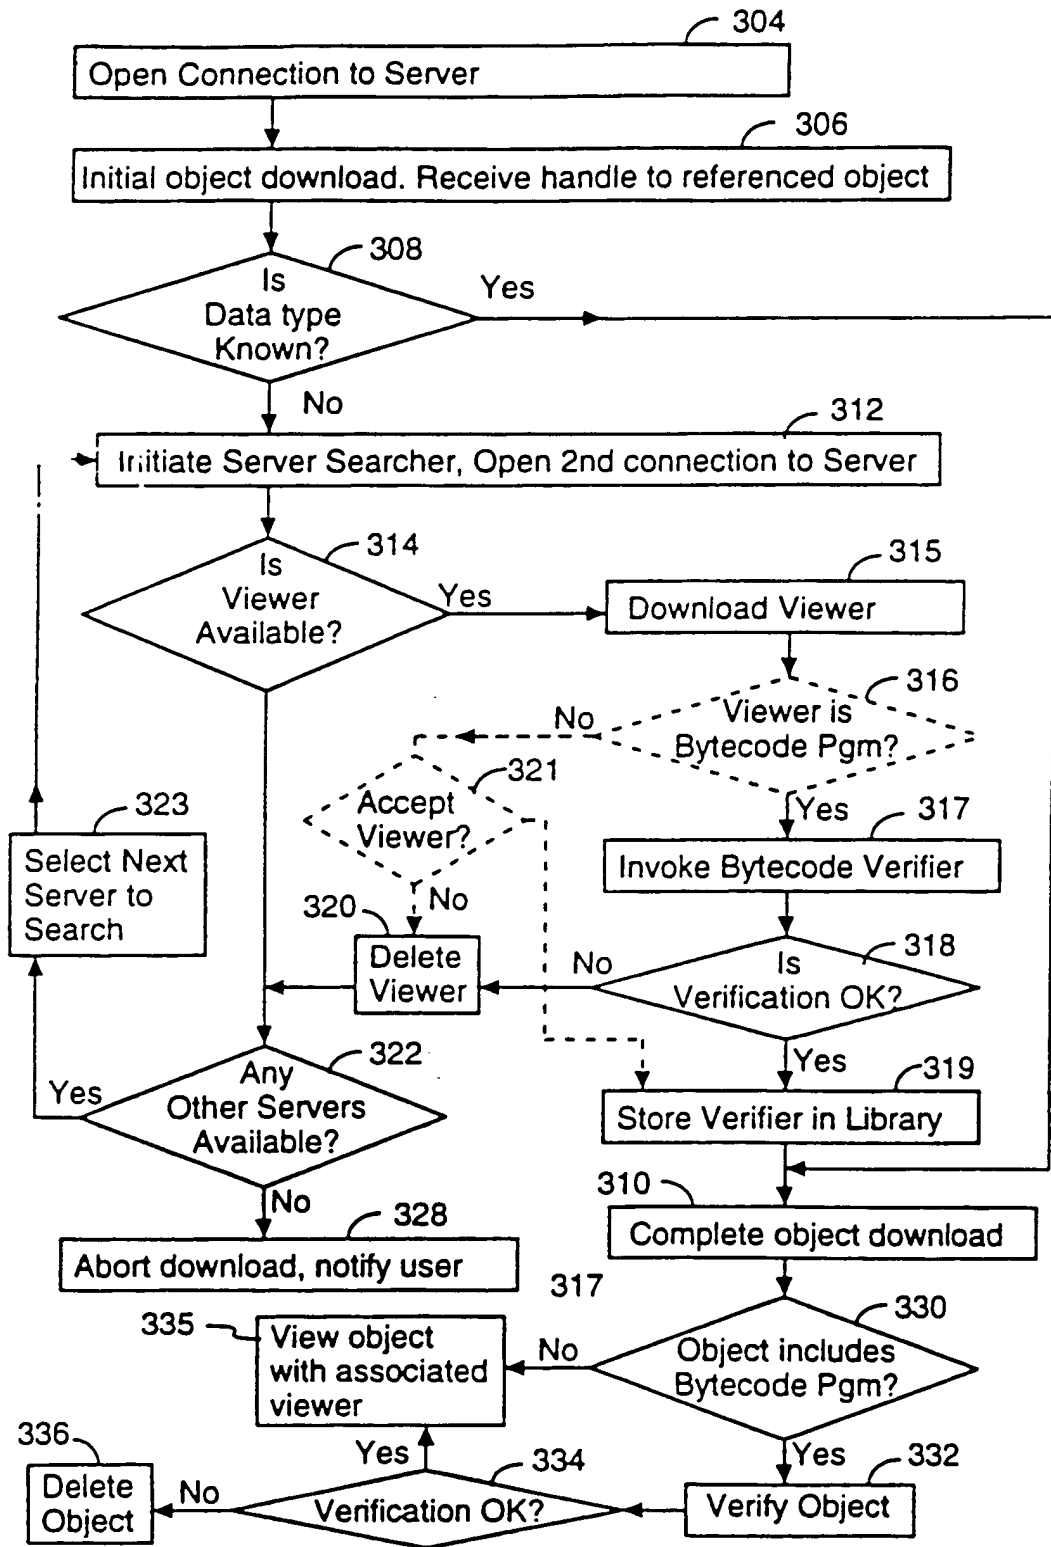 304
Open Connection to Server
306
Initial object download. Receive handle to referenced object
308
Is
Data type
Known?
Yes
No
312
Initiate Server Searcher, Open 2nd connection to Server
314
Is
Viewer
Available?
Yes
315
Download Viewer
316
Viewer is
Bytecode Pgm?
No
Yes
321
Accept
Viewer?
No
317
Invoke Bytecode Verifier
323
Select Next
Server to
Search
320
Delete
Viewer
No
318
Is
Verification OK?
Yes
322
Any
Other Servers
Available?
Yes
No
319
Store Verifier in Library
310
Complete object download
328
Abort download, notify user
317
330
Object includes
Bytecode Pgm?
No
Yes
335
View object
with associated
viewer
336
Delete
Object
No
Yes
334
Verification OK?
332
Verify Object